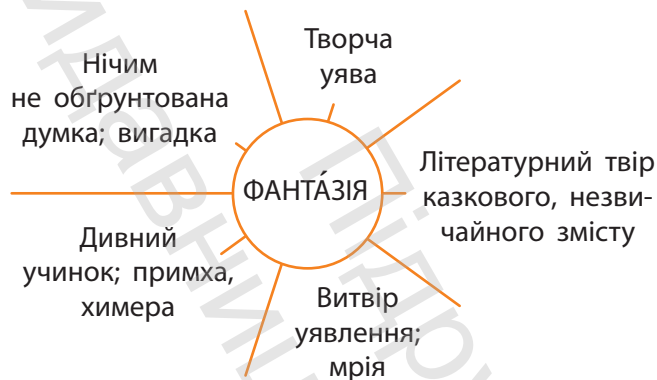 Творча
уява
Нічим
не обґрунтована
думка; вигадка
ФАНТА́ЗІЯ
Літературний твір
казкового, незви-
чайного змісту
Дивний
учинок; примха,
химера
Витвір
уявлення;
мрія